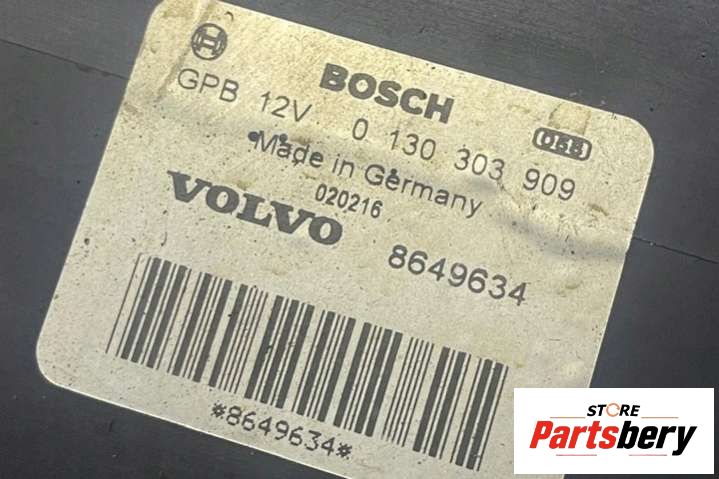 BOSCH
GPB 12V 0 130 303 909
Made in Germany
020216
VOLVO
8649634
*8649634*
STORE
Partsbery